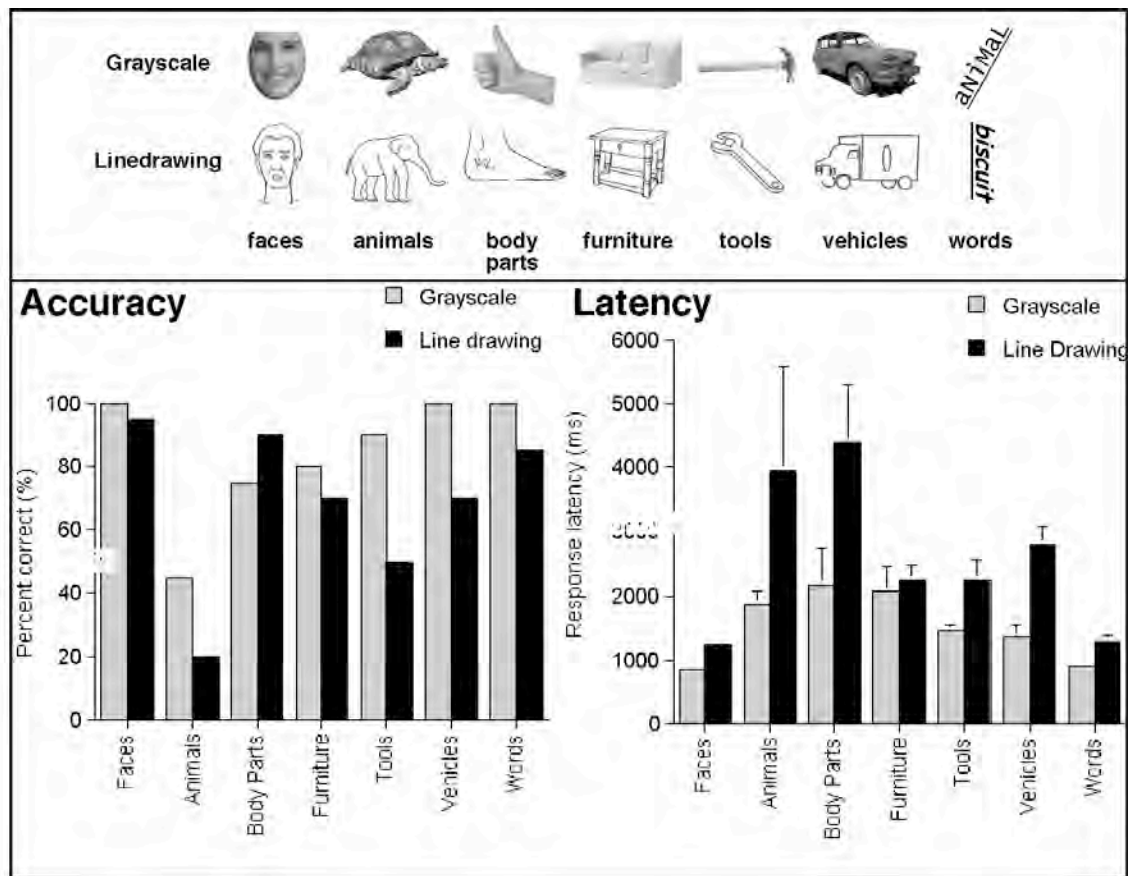 Grayscale
aNiMaL
Linedrawing
biscuit
faces animals body parts furniture tools vehicles words
Accuracy
Grayscale
Line drawing
Percent correct (%)
100
80
60
40
20
0
Faces
Animals
Body Parts
Furniture
Tools
Vehicles
Words
Latency
Grayscale
Line Drawing
Response latency (ms)
6000
5000
4000
2000
1000
0
Faces
Animals
Body Parts
Furniture
Tools
Venicles
Words